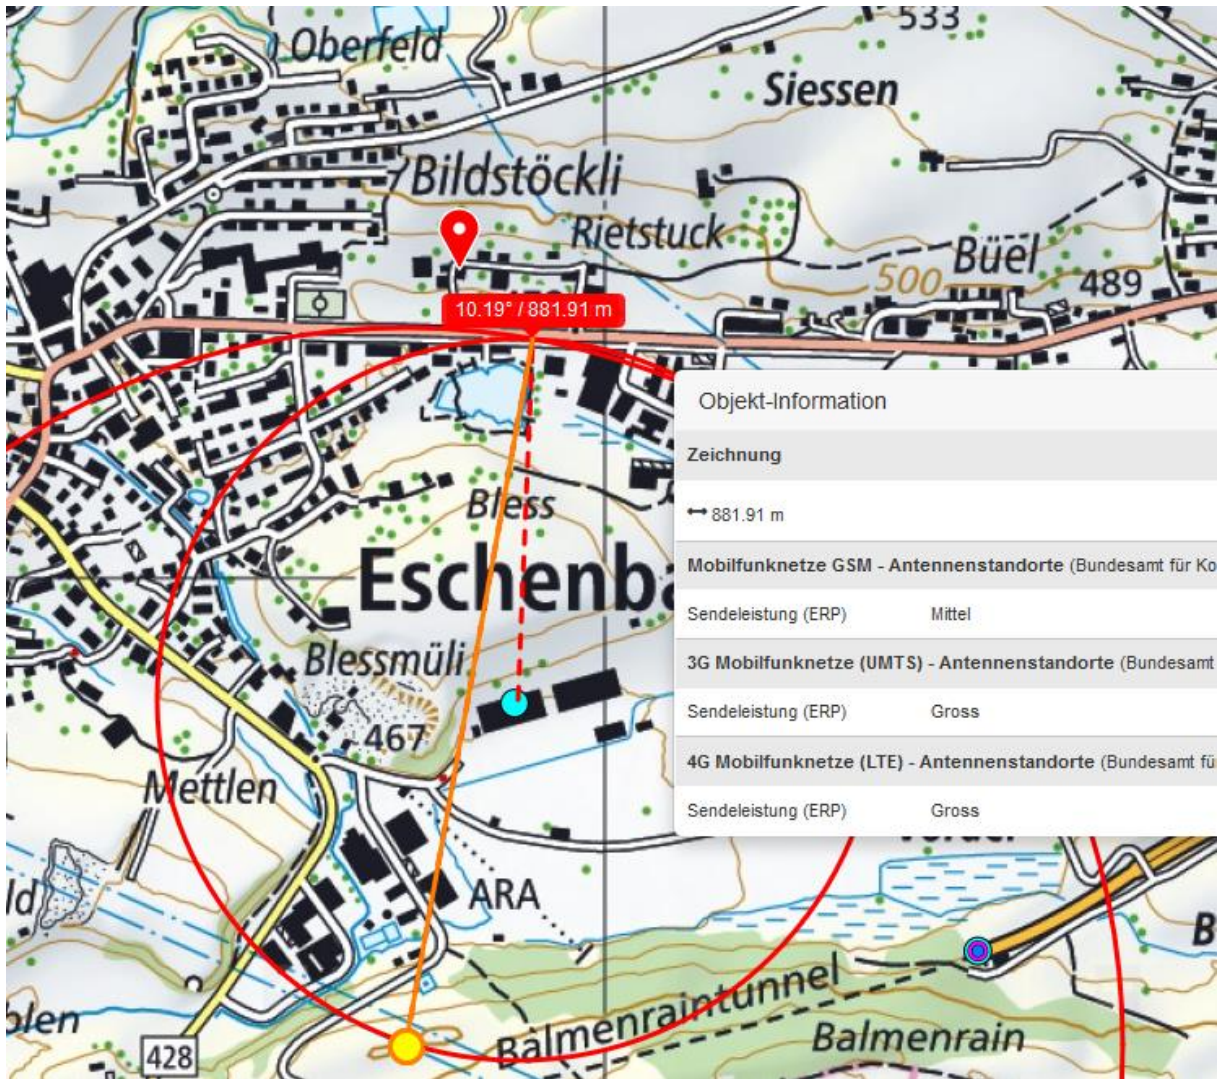 533
Oberfeld
Siessen
Bildstöckli
Rietstuck
Büel
500
489
10.19° / 881.91 m
Objekt-Information
Zeichnung
881.91 m
Bless
Eschenb
Mobilfunknetze GSM - Antennenstandorte (Bundesamt für Ko
Sendeleistung (ERP) Mittel
Blessmüli
3G Mobilfunknetze (UMTS) - Antennenstandorte (Bundesamt
Sendeleistung (ERP) Gross
467
4G Mobilfunknetze (LTE) - Antennenstandorte (Bundesamt fü
Mettlen
Sendeleistung (ERP) Gross
ld
ARA
B
Balmenraintunnel
olen
428
Balmenrain